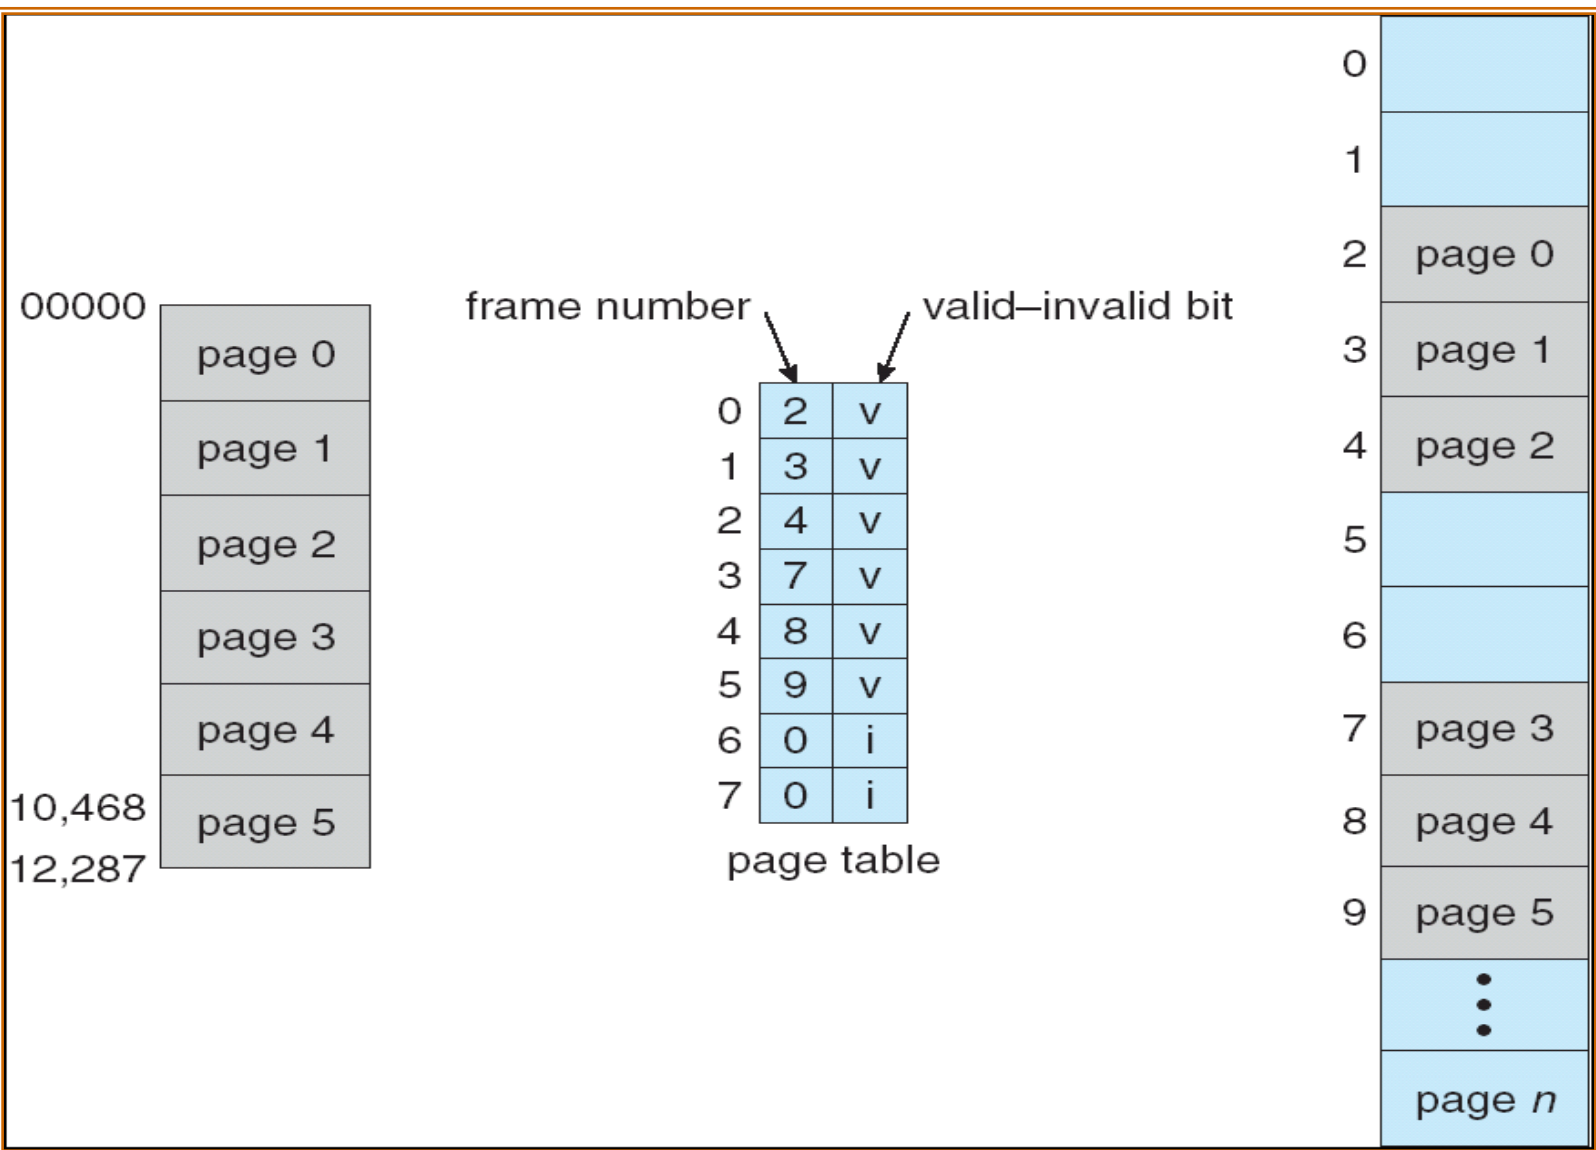 00000
page 0
page 1
page 2
page 3
page 4
10,468
page 5
12,287
frame number
valid–invalid bit
0 2 v
1 3 v
2 4 v
3 7 v
4 8 v
5 9 v
6 0 i
7 0 i
page table
0
1
2 page 0
3 page 1
4 page 2
5
6
7 page 3
8 page 4
9 page 5
page n